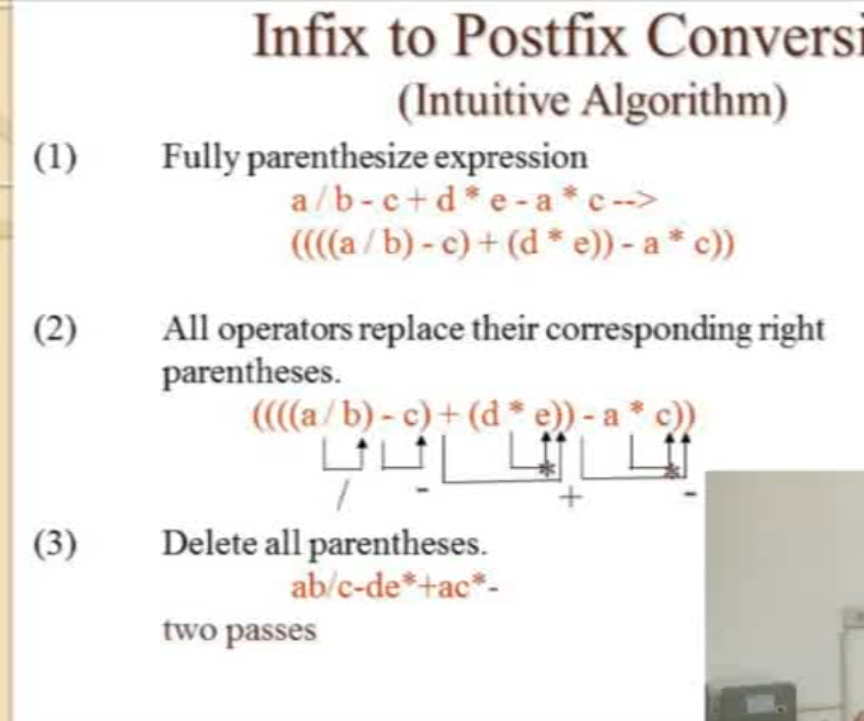 Infix to Postfix Conversi
(Intuitive Algorithm)
(1) Fully parenthesize expression
a / b - c + d * e - a * c -->
((((a / b) - c) + (d * e)) - a * c))
(2) All operators replace their corresponding right
parentheses.
((((a / b) - c) + (d * e)) - a * c))
* *
/ - + -
(3) Delete all parentheses.
ab/c-de*+ac*-
two passes